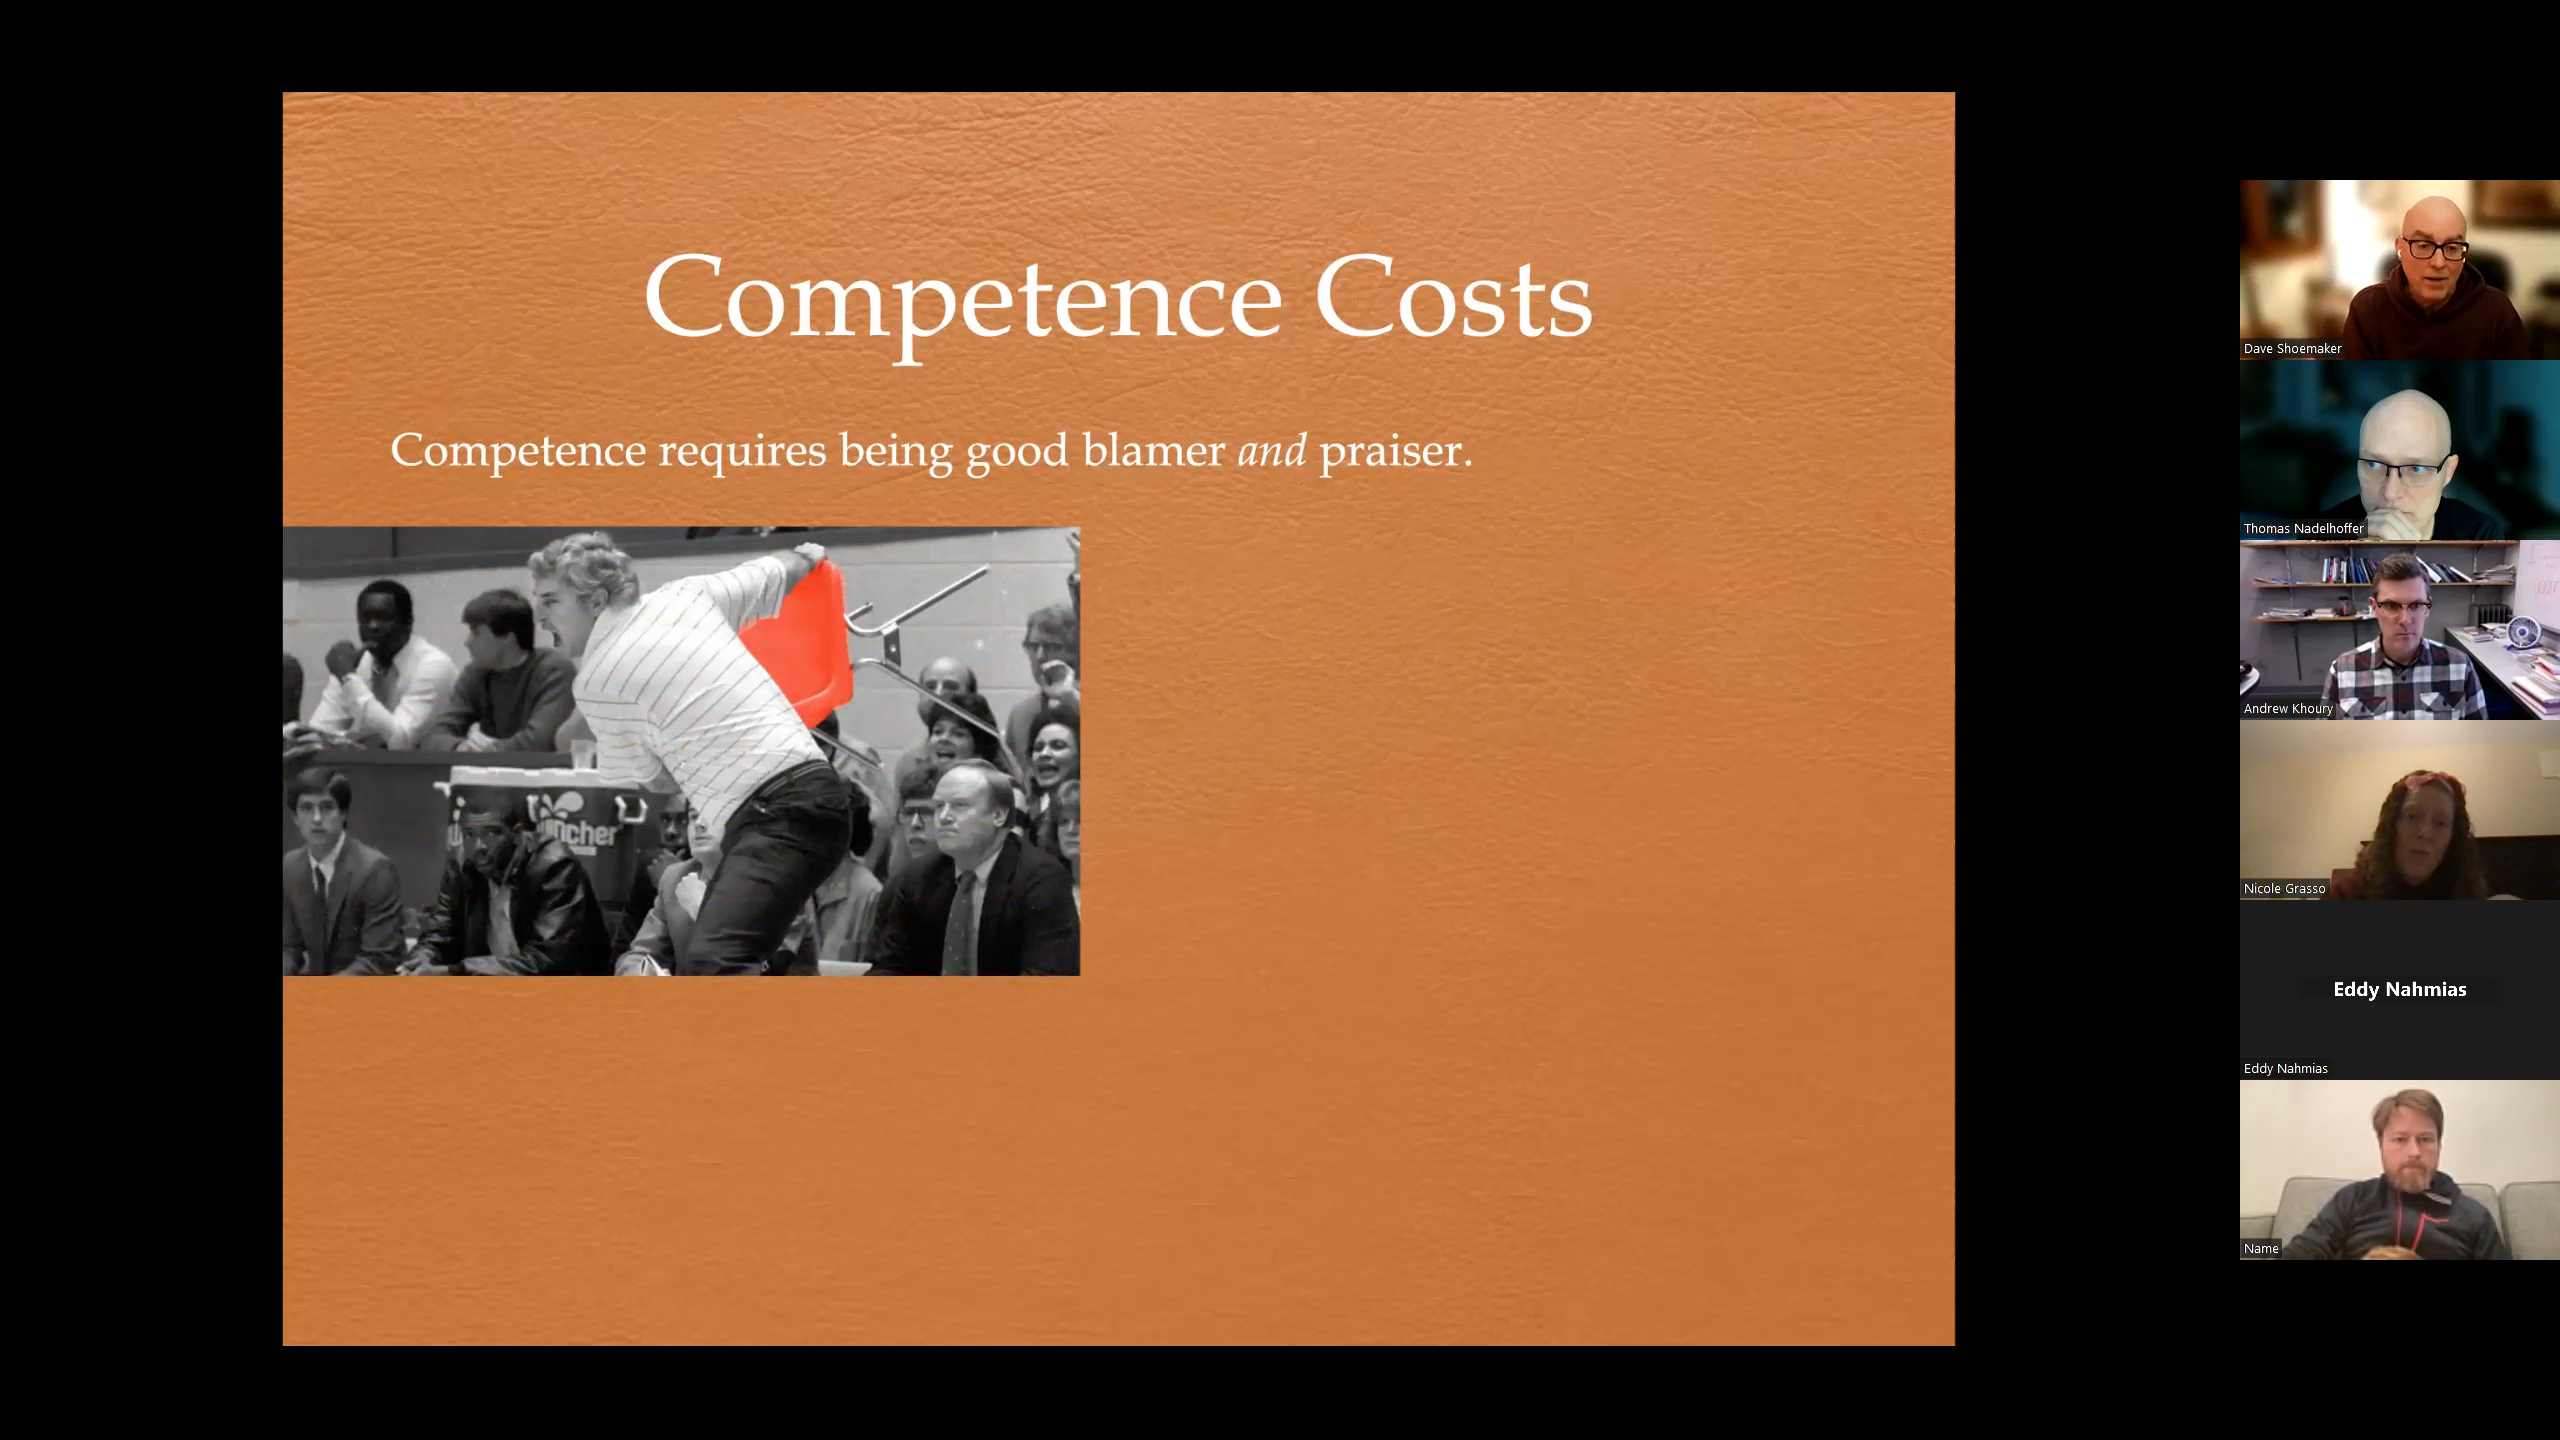 Competence Costs
Competence requires being good blamer and praiser.
Dave Shoemaker
Thomas Nadelhoffer
Andrew Khoury
Nicole Grasso
Eddy Nahmias
Eddy Nahmias
Name